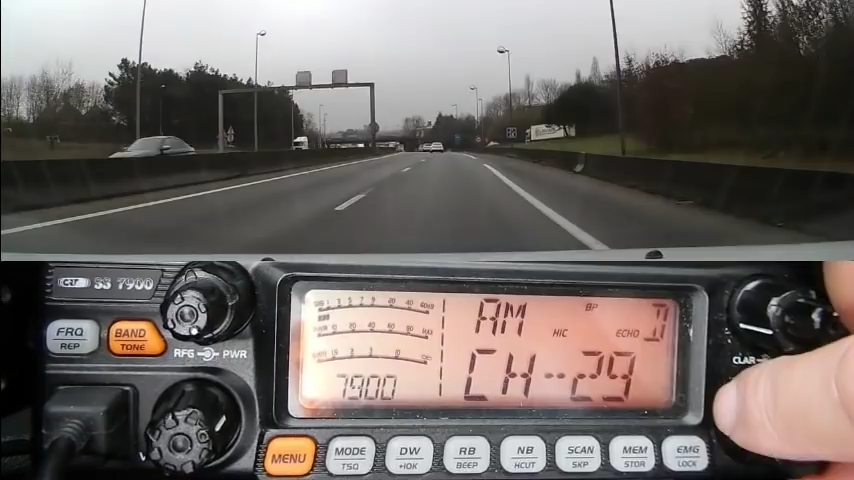 CRT SS 7900
FRQ
REP
BAND
TONE
RFG PWR
AM
BP
HIC
ECHO
D
7900
CH--29
CLAR
MENU
MODE
TSQ
DW
+10K
RB
BEEP
NB
HCUT
SCAN
SKP
MEM
STOR
EMG
LOCK